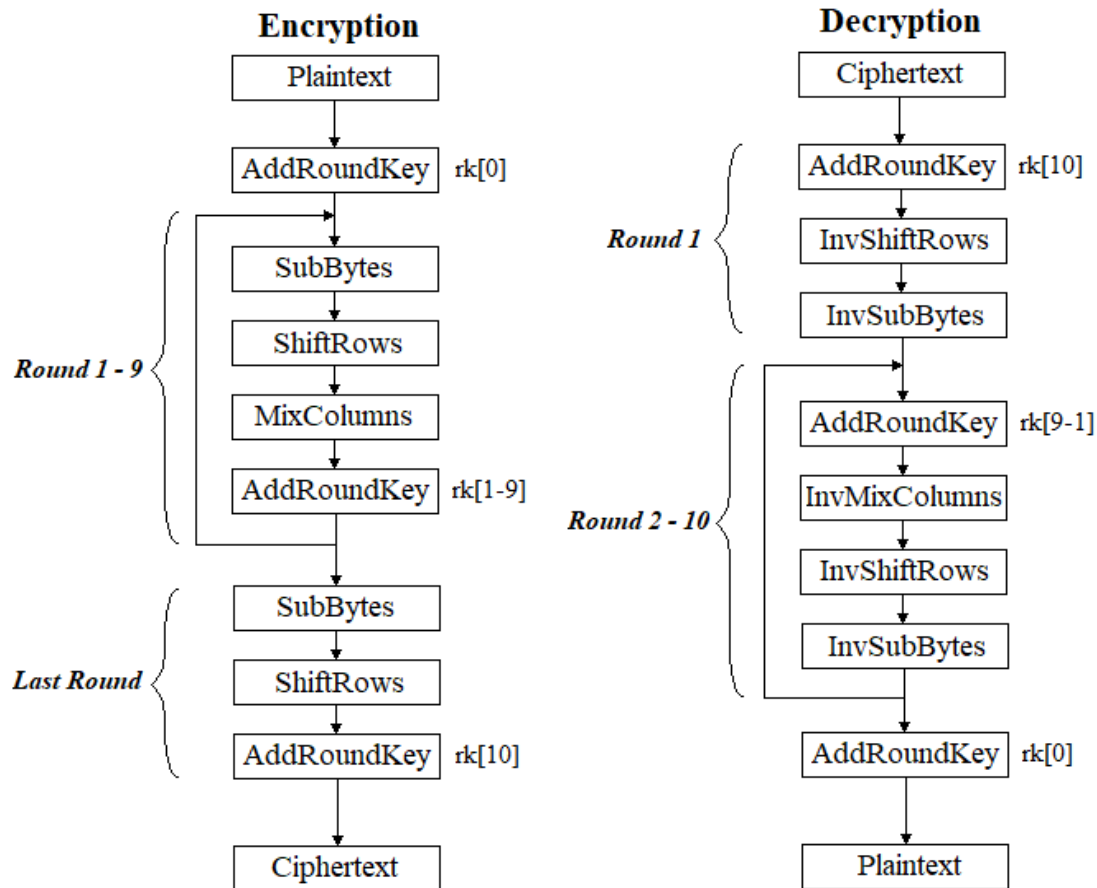 Encryption
Plaintext
AddRoundKey rk[0]
SubBytes
ShiftRows
Round 1 - 9
MixColumns
AddRoundKey rk[1-9]
SubBytes
Last Round
ShiftRows
AddRoundKey rk[10]
Ciphertext
Decryption
Ciphertext
AddRoundKey rk[10]
Round 1
InvShiftRows
InvSubBytes
AddRoundKey rk[9-1]
InvMixColumns
Round 2 - 10
InvShiftRows
InvSubBytes
AddRoundKey rk[0]
Plaintext